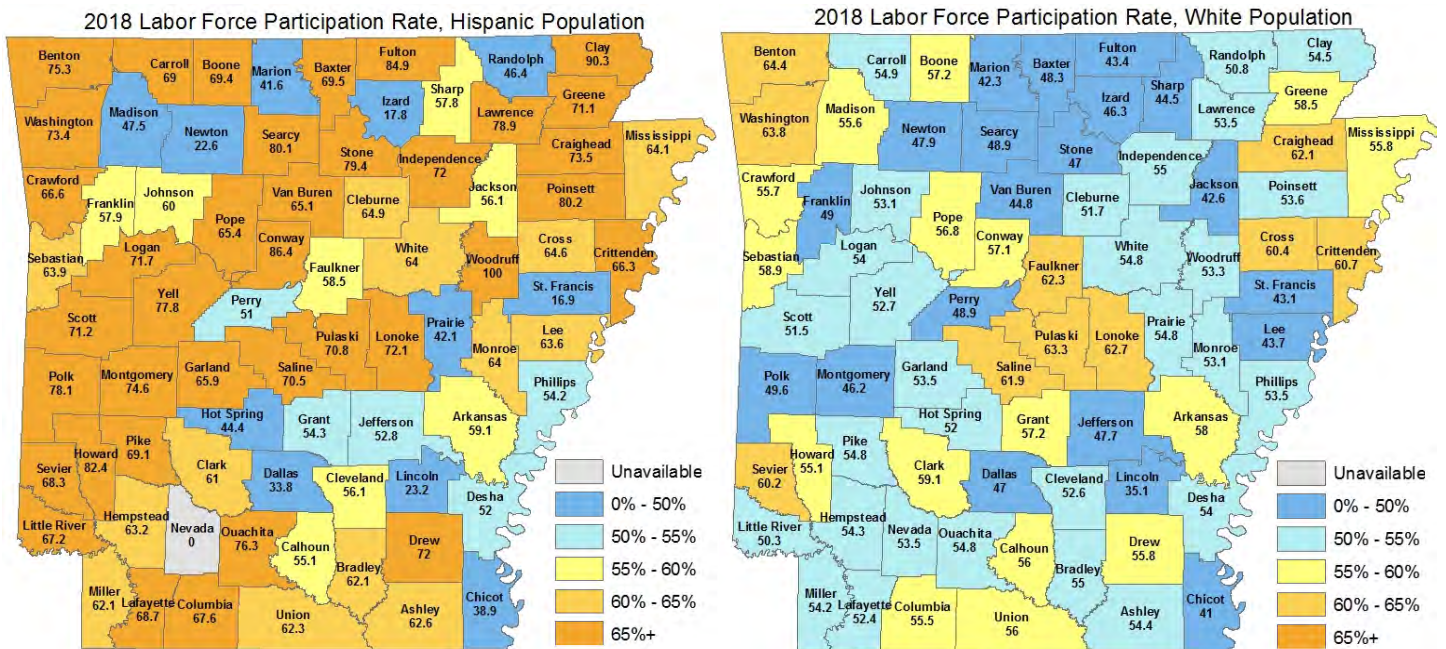 2018 Labor Force Participation Rate, Hispanic Population
Benton
75.3
Carroll
69
Boone
69.4
Marion
41.6
Baxter
69.5
Fulton
84.9
Randolph
46.4
Clay
90.3
Washington
73.4
Madison
47.5
Newton
22.6
Searcy
80.1
Izard
17.8
Sharp
57.8
Lawrence
78.9
Greene
71.1
Stone
79.4
Independence
72
Craighead
73.5
Mississippi
64.1
Crawford
66.6
Franklin
57.9
Johnson
60
Pope
65.4
Van Buren
65.1
Cleburne
64.9
Jackson
56.1
Poinsett
80.2
Sebastian
63.9
Logan
71.7
Conway
86.4
Faulkner
58.5
White
64
Woodruff
100
Cross
64.6
Crittenden
66.3
Scott
71.2
Yell
77.8
Perry
51
St. Francis
16.9
Pulaski
70.8
Lonoke
72.1
Prairie
42.1
Monroe
64
Lee
63.6
Polk
78.1
Montgomery
74.6
Garland
65.9
Saline
70.5
Phillips
54.2
Hot Spring
44.4
Grant
54.3
Jefferson
52.8
Arkansas
59.1
Sevier
68.3
Howard
82.4
Pike
69.1
Clark
61
Dallas
33.8
Cleveland
56.1
Lincoln
23.2
Desha
52
Little River
67.2
Hempstead
63.2
Nevada
0
Ouachita
76.3
Calhoun
55.1
Bradley
62.1
Drew
72
Miller
62.1
Lafayette
68.7
Columbia
67.6
Union
62.3
Ashley
62.6
Chicot
38.9
Unavailable
0% - 50%
50% - 55%
55% - 60%
60% - 65%
65%+
2018 Labor Force Participation Rate, White Population
Benton
64.4
Carroll
54.9
Boone
57.2
Marion
42.3
Baxter
48.3
Fulton
43.4
Randolph
50.8
Clay
54.5
Washington
63.8
Madison
55.6
Newton
47.9
Searcy
48.9
Izard
46.3
Sharp
44.5
Lawrence
53.5
Greene
58.5
Stone
47
Independence
55
Craighead
62.1
Mississippi
55.8
Crawford
55.7
Franklin
49
Johnson
53.1
Pope
56.8
Van Buren
44.8
Cleburne
51.7
Jackson
42.6
Poinsett
53.6
Sebastian
58.9
Logan
54
Conway
57.1
Faulkner
62.3
White
54.8
Woodruff
53.3
Cross
60.4
Crittenden
60.7
Scott
51.5
Yell
52.7
Perry
48.9
St. Francis
43.1
Pulaski
63.3
Lonoke
62.7
Prairie
54.8
Monroe
53.1
Lee
43.7
Polk
49.6
Montgomery
46.2
Garland
53.5
Saline
61.9
Phillips
53.5
Hot Spring
52
Grant
57.2
Jefferson
47.7
Arkansas
58
Sevier
60.2
Howard
55.1
Pike
54.8
Clark
59.1
Dallas
47
Cleveland
52.6
Lincoln
35.1
Desha
54
Little River
50.3
Hempstead
54.3
Nevada
53.5
Ouachita
54.8
Calhoun
56
Bradley
55
Drew
55.8
Miller
54.2
Lafayette
52.4
Columbia
55.5
Union
56
Ashley
54.4
Chicot
41
Unavailable
0% - 50%
50% - 55%
55% - 60%
60% - 65%
65%+